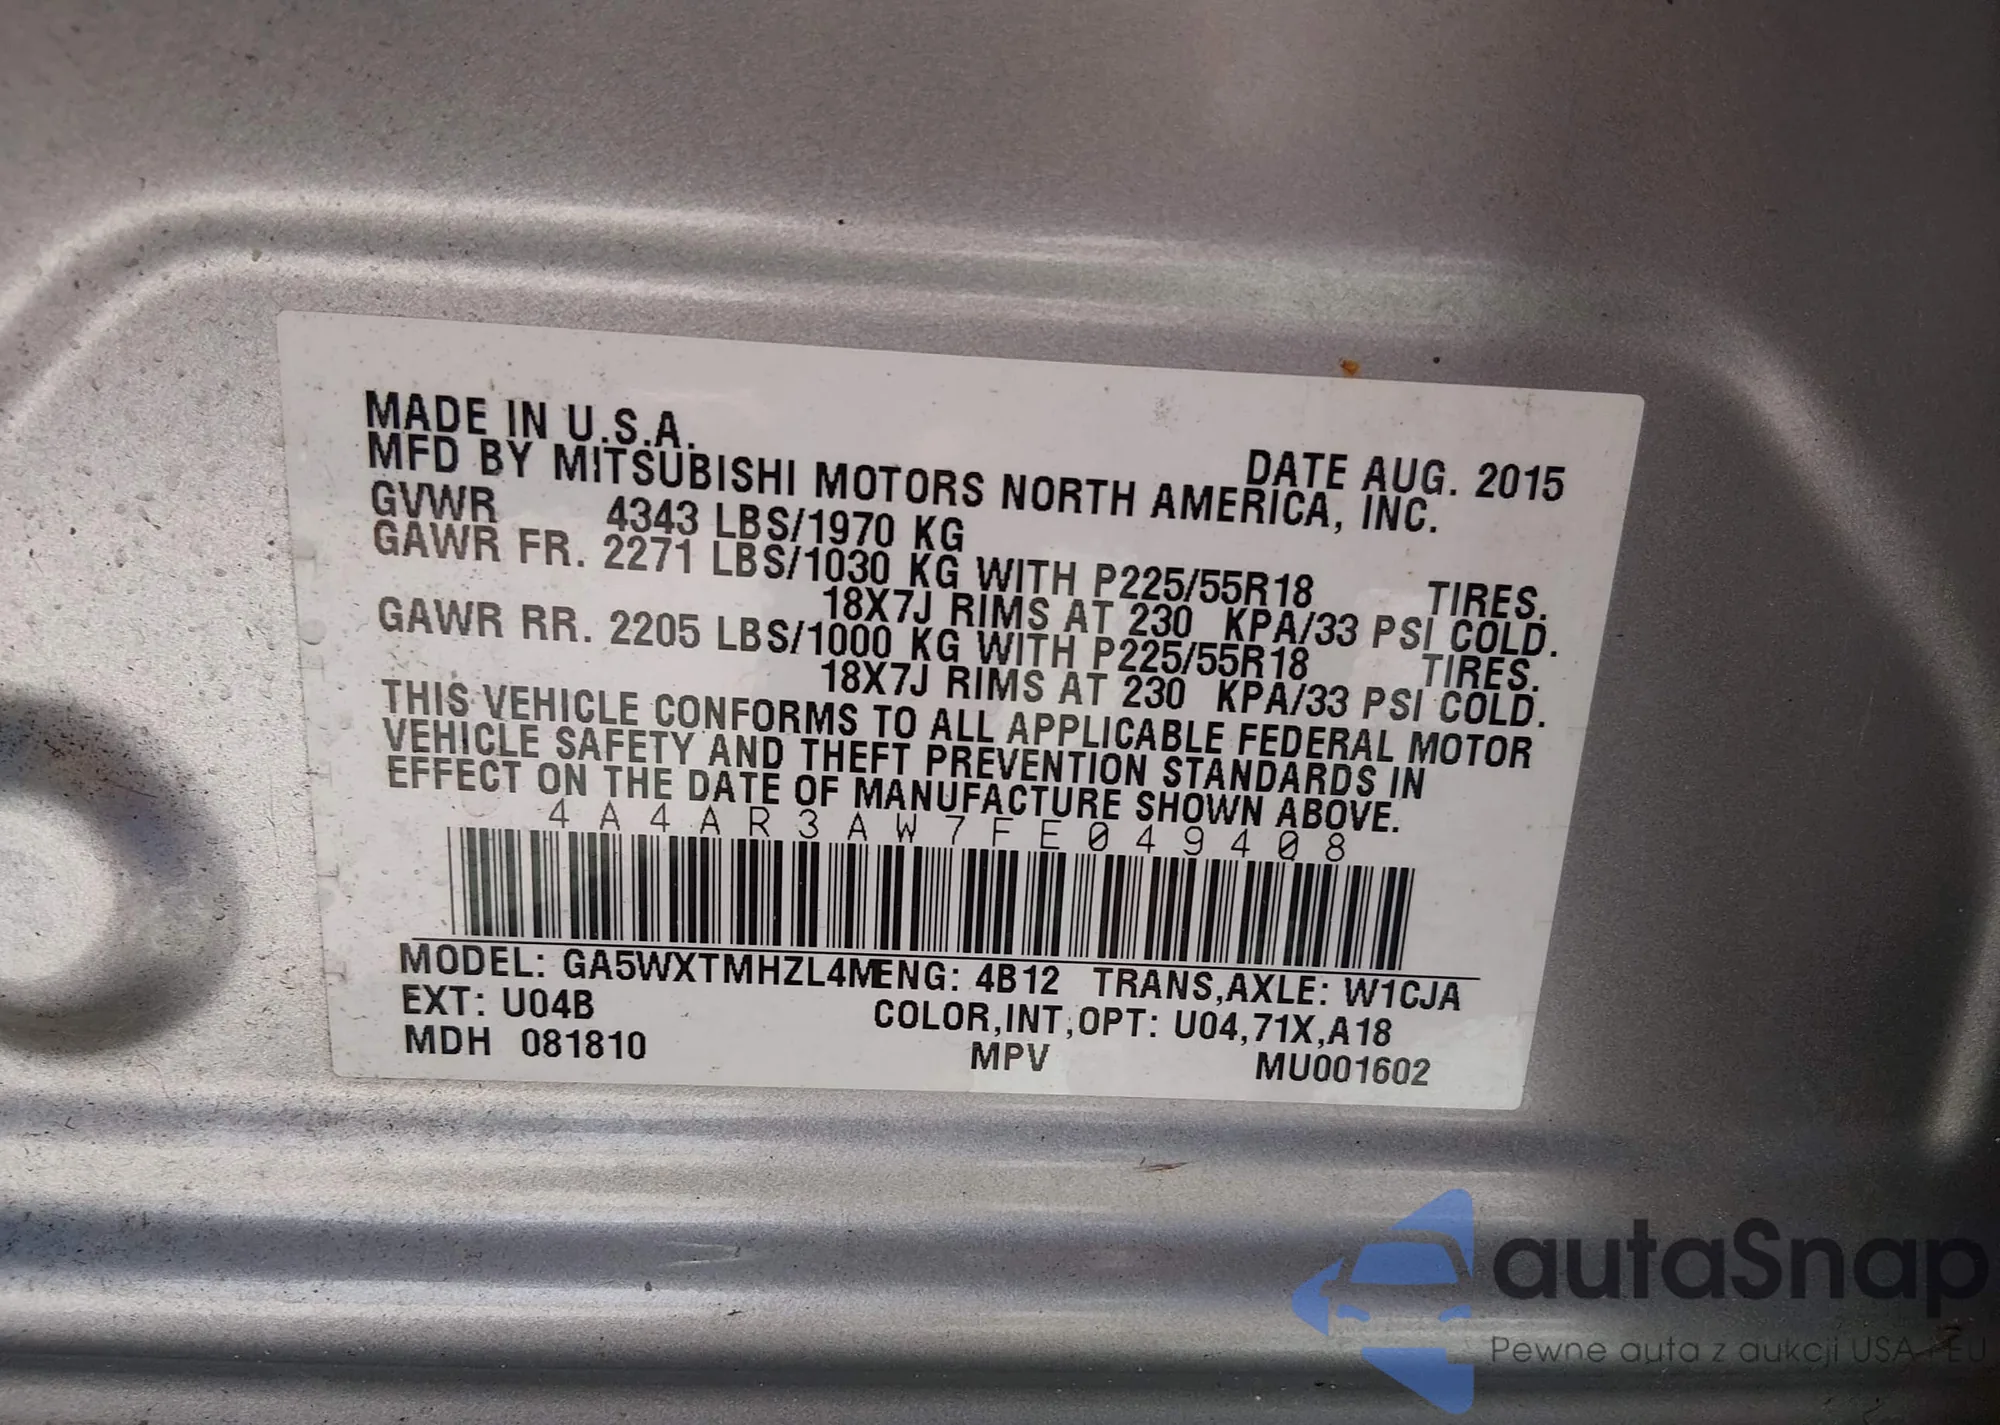 MADE IN U.S.A. DATE AUG. 2015
MFD BY MITSUBISHI MOTORS NORTH AMERICA, INC.
GVWR 4343 LBS/1970 KG
GAWR FR. 2271 LBS/1030 KG WITH P225/55R18 TIRES.
18X7J RIMS AT 230 KPA/33 PSI COLD.
GAWR RR. 2205 LBS/1000 KG WITH P225/55R18 TIRES.
18X7J RIMS AT 230 KPA/33 PSI COLD.
THIS VEHICLE CONFORMS TO ALL APPLICABLE FEDERAL MOTOR
VEHICLE SAFETY AND THEFT PREVENTION STANDARDS IN
EFFECT ON THE DATE OF MANUFACTURE SHOWN ABOVE.
4A4AR3AW7FE049408
MODEL: GA5WXTMHZL4MENG: 4B12 TRANS,AXLE: W1CJA
EXT: U04B COLOR,INT,OPT: U04,71X,A18
MDH 081810 MPV MU001602
autaSnap
Pewne auta z aukcji USA i EU